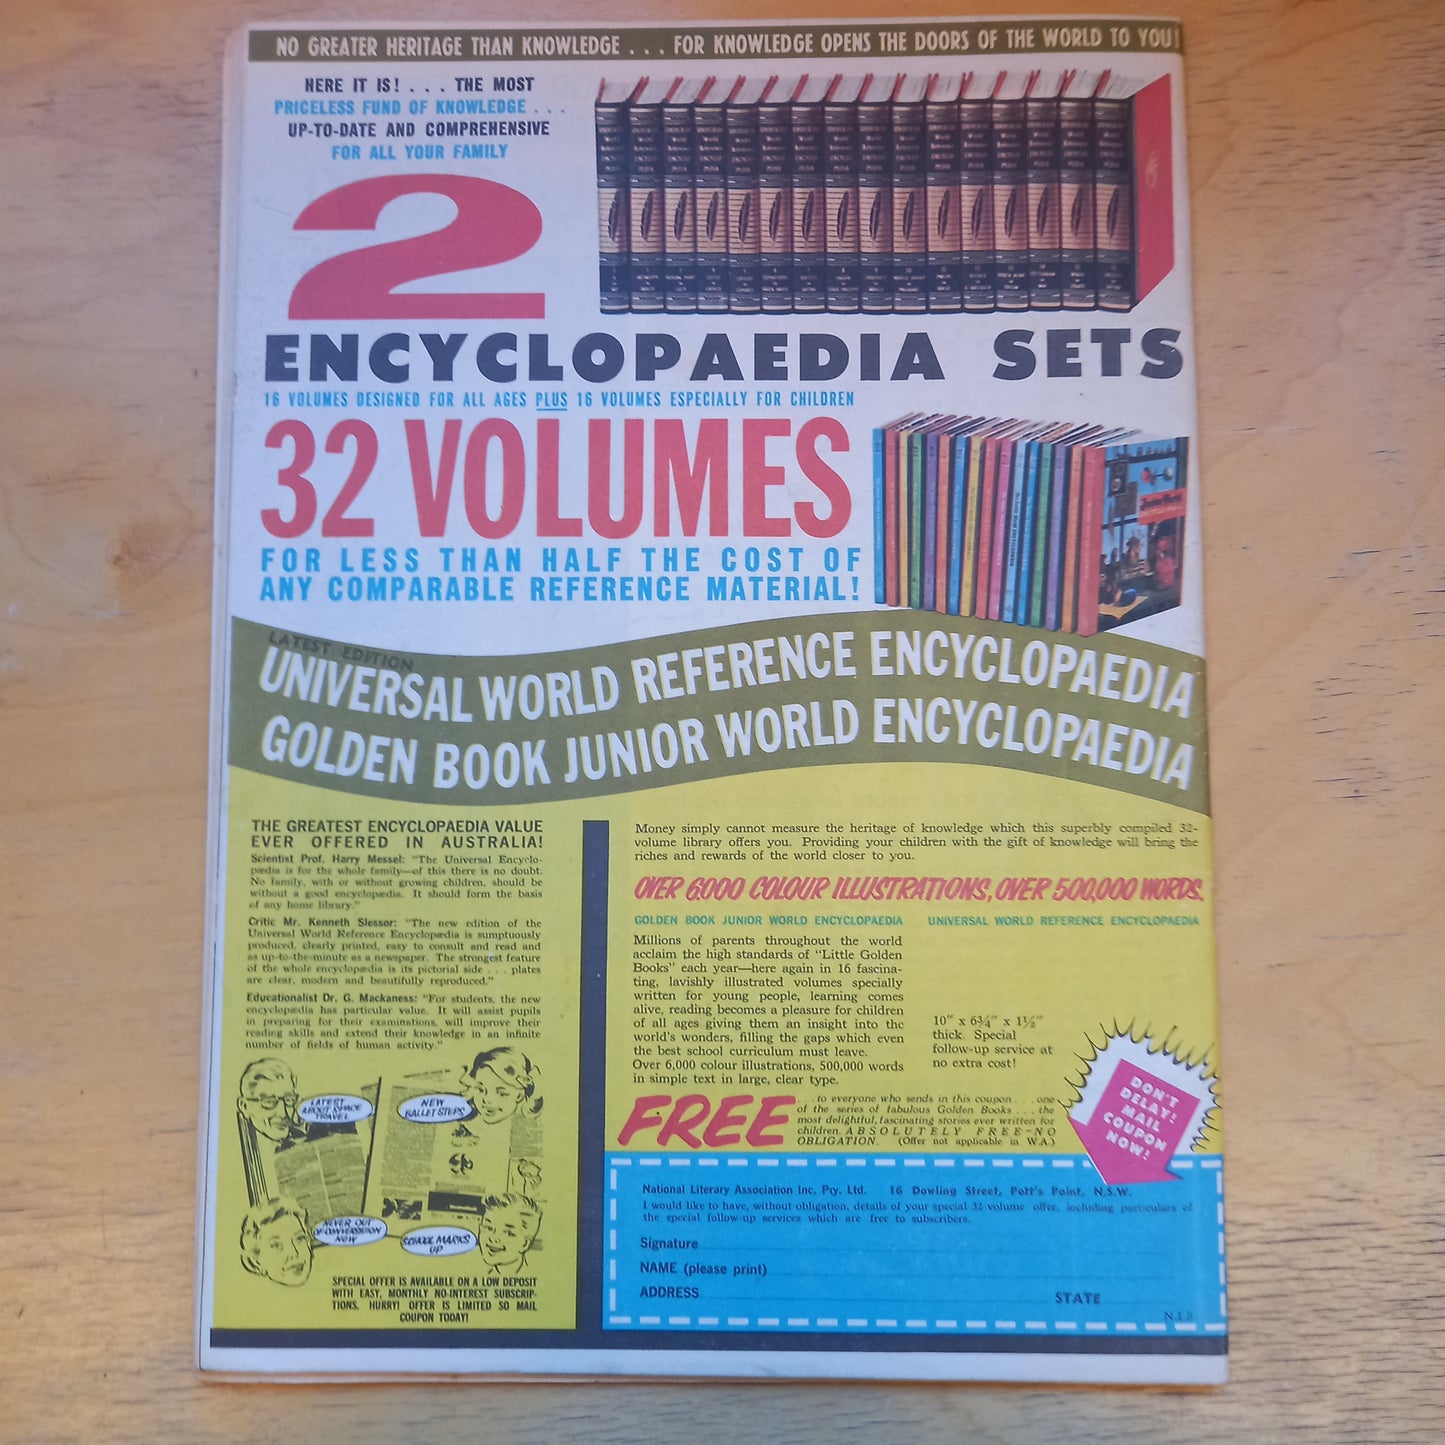 NO GREATER HERITAGE THAN KNOWLEDGE . . . FOR KNOWLEDGE OPENS THE DOORS OF THE WORLD TO YOU!
HERE IT IS! . . . THE MOST
PRICELESS FUND OF KNOWLEDGE . . .
UP-TO-DATE AND COMPREHENSIVE
FOR ALL YOUR FAMILY
2
ENCYCLOPAEDIA SETS
16 VOLUMES DESIGNED FOR ALL AGES PLUS 16 VOLUMES ESPECIALLY FOR CHILDREN
32 VOLUMES
FOR LESS THAN HALF THE COST OF
ANY COMPARABLE REFERENCE MATERIAL!
LATEST EDITION
UNIVERSAL WORLD REFERENCE ENCYCLOPAEDIA
GOLDEN BOOK JUNIOR WORLD ENCYCLOPAEDIA
THE GREATEST ENCYCLOPAEDIA VALUE
EVER OFFERED IN AUSTRALIA!
Scientist Prof. Harry Messel: "The Universal Encyclo-
pædia is for the whole family—of this there is no doubt.
No family, with or without growing children, should be
without a good encyclopædia. It should form the basis
of any home library."
Critic Mr. Kenneth Slessor: "The new edition of the
Universal World Reference Encyclopædia is sumptuously
produced, clearly printed, easy to consult and read and
as up-to-the-minute as a newspaper. The strongest feature
of the whole encyclopædia is its pictorial side . . . plates
are clear, modern and beautifully reproduced."
Educationalist Dr. G. Mackaness: "For students, the new
encyclopædia has particular value. It will assist pupils
in preparing for their examinations, will improve their
reading skills and extend their knowledge in an infinite
number of fields of human activity."
LATEST
ABOUT SPACE
TRAVEL
NEW
BALLET STEPS
NEVER OUT
OF CONVERSATION
NOW
SCHOOL MARKS
UP
SPECIAL OFFER IS AVAILABLE ON A LOW DEPOSIT
WITH EASY, MONTHLY NO-INTEREST SUBSCRIP-
TIONS. HURRY! OFFER IS LIMITED SO MAIL
COUPON TODAY!
Money simply cannot measure the heritage of knowledge which this superbly compiled 32-
volume library offers you. Providing your children with the gift of knowledge will bring the
riches and rewards of the world closer to you.
OVER 6000 COLOUR ILLUSTRATIONS, OVER 500,000 WORDS.
GOLDEN BOOK JUNIOR WORLD ENCYCLOPAEDIA
Millions of parents throughout the world
acclaim the high standards of "Little Golden
Books" each year—here again in 16 fascina-
ting, lavishly illustrated volumes specially
written for young people, learning comes
alive, reading becomes a pleasure for children
of all ages giving them an insight into the
world's wonders, filling the gaps which even
the best school curriculum must leave.
Over 6,000 colour illustrations, 500,000 words
in simple text in large, clear type.
UNIVERSAL WORLD REFERENCE ENCYCLOPAEDIA
10" x 6¾" x 1½"
thick. Special
follow-up service at
no extra cost!
FREE
. . . to everyone who sends in this coupon . . . one
of the series of fabulous Golden Books . . . the
most delightful, fascinating stories ever written for
children. ABSOLUTELY FREE—NO
OBLIGATION. (Offer not applicable in W.A.)
DON'T
DELAY!
MAIL
COUPON
NOW!
National Literary Association Inc. Pty. Ltd. 16 Dowling Street, Pott's Point, N.S.W.
I would like to have, without obligation, details of your special 32 volume offer, including particulars of
the special follow-up services which are free to subscribers.
Signature
NAME (please print)
ADDRESS
STATE
N.L.5